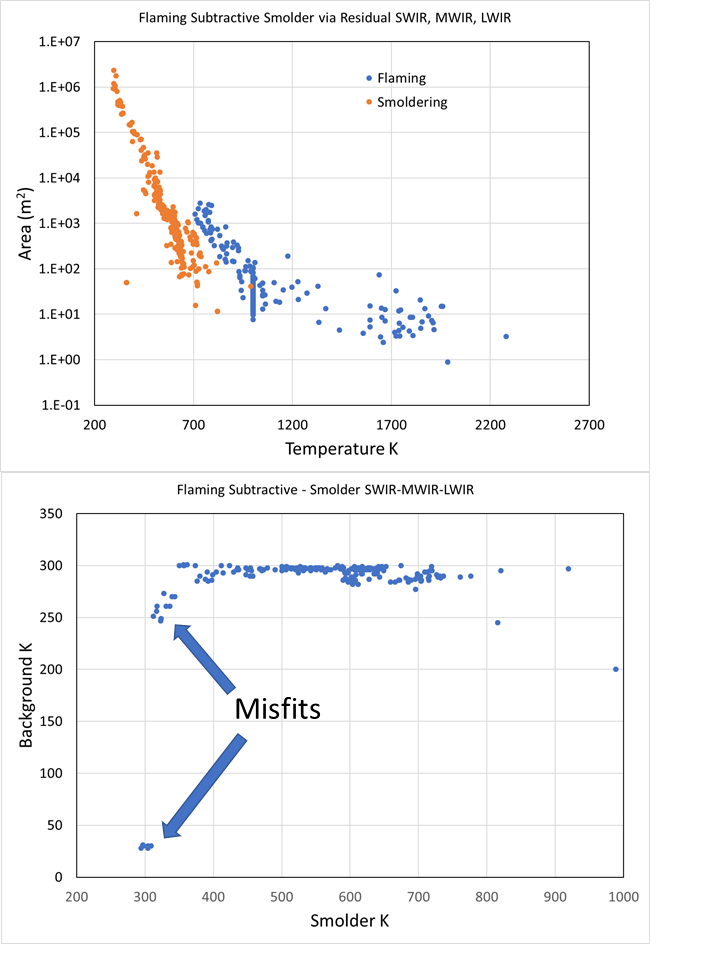 Flaming Subtractive Smolder via Residual SWIR, MWIR, LWIR
1.E+07
1.E+06
1.E+05
1.E+04
1.E+03
1.E+02
1.E+01
1.E+00
1.E-01
Area (m²)
Flaming
Smoldering
200 700 1200 1700 2200 2700
Temperature K
Flaming Subtractive - Smolder SWIR-MWIR-LWIR
350
300
250
200
150
100
50
0
Background K
Misfits
200 300 400 500 600 700 800 900 1000
Smolder K